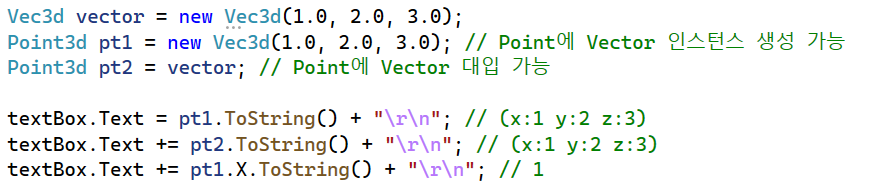 Vec3d vector = new Vec3d(1.0, 2.0, 3.0);
Point3d pt1 = new Vec3d(1.0, 2.0, 3.0); // Point에 Vector 인스턴스 생성 가능
Point3d pt2 = vector; // Point에 Vector 대입 가능
textBox.Text = pt1.ToString() + "\r\n"; // (x:1 y:2 z:3)
textBox.Text += pt2.ToString() + "\r\n"; // (x:1 y:2 z:3)
textBox.Text += pt1.X.ToString() + "\r\n"; // 1